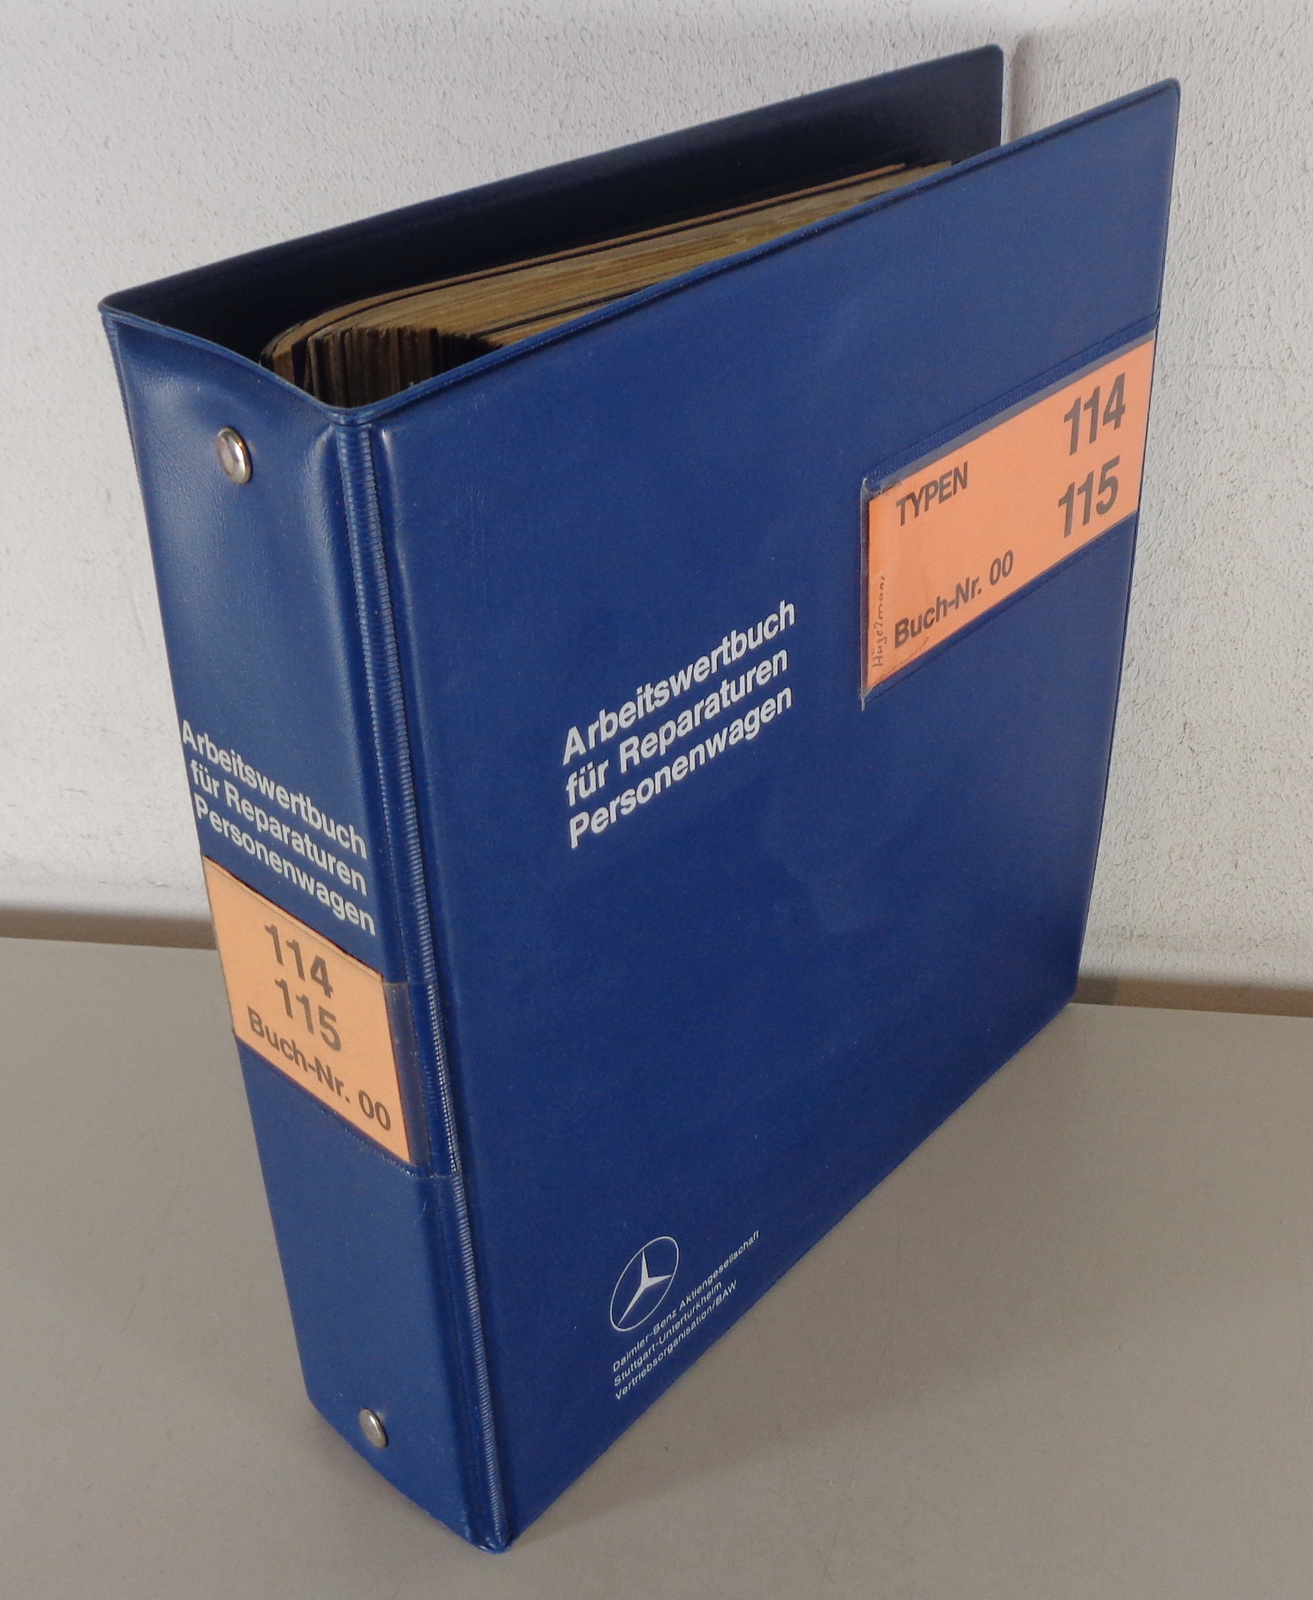 Arbeitswertbuch
für Reparaturen
Personenwagen
114
115
Buch-Nr. 00
TYPEN
114
115
Buch-Nr. 00
Arbeitswertbuch
für Reparaturen
Personenwagen
Daimler-Benz Aktiengesellschaft
Stuttgart-Untertürkheim
Vertriebsorganisation/BAW